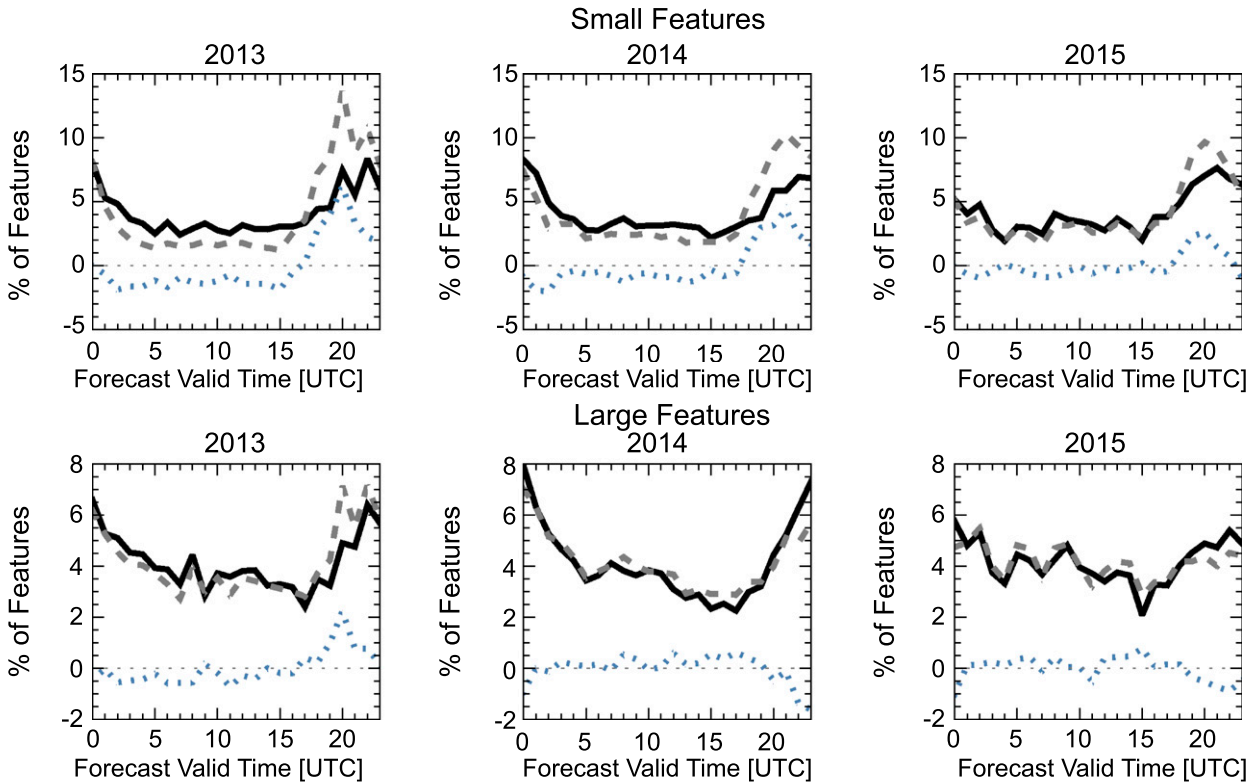 Small Features
2013 2014 2015
15 15 15
10 10 10
5 5 5
0 0 0
-5 -5 -5
% of Features % of Features % of Features
0 5 10 15 20 0 5 10 15 20 0 5 10 15 20
Forecast Valid Time [UTC] Forecast Valid Time [UTC] Forecast Valid Time [UTC]
Large Features
2013 2014 2015
8 8 8
6 6 6
4 4 4
2 2 2
0 0 0
-2 -2 -2
% of Features % of Features % of Features
0 5 10 15 20 0 5 10 15 20 0 5 10 15 20
Forecast Valid Time [UTC] Forecast Valid Time [UTC] Forecast Valid Time [UTC]